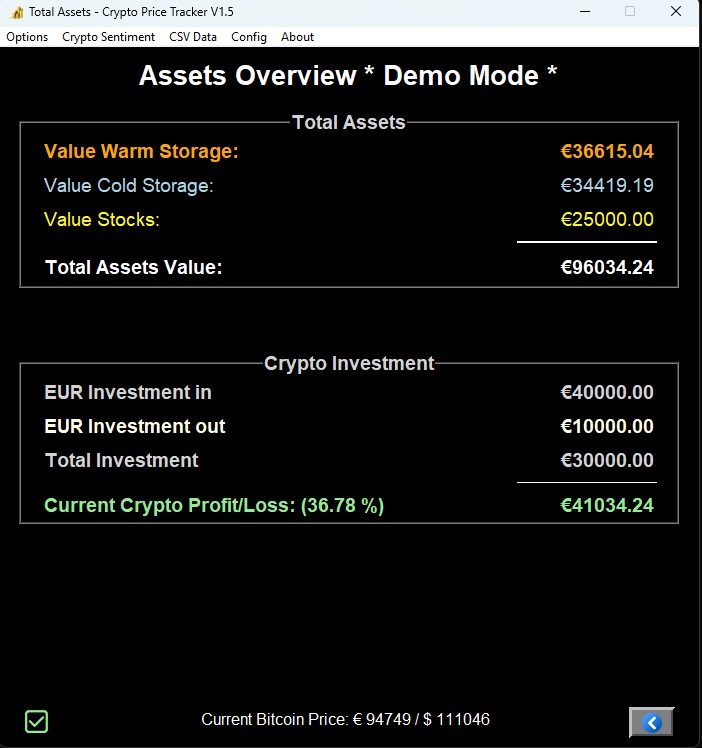 Total Assets - Crypto Price Tracker V1.5
Options Crypto Sentiment CSV Data Config About
Assets Overview * Demo Mode *
Total Assets
Value Warm Storage: €36615.04
Value Cold Storage: €34419.19
Value Stocks: €25000.00
Total Assets Value: €96034.24
Crypto Investment
EUR Investment in €40000.00
EUR Investment out €10000.00
Total Investment €30000.00
Current Crypto Profit/Loss: (36.78 %) €41034.24
Current Bitcoin Price: € 94749 / $ 111046